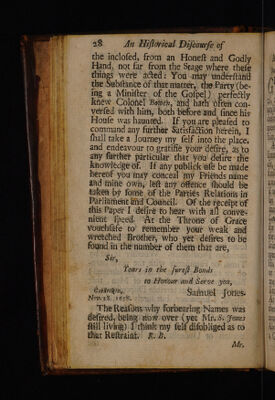 28 An Historical Discourse of
the inclosed, from an Honest and Godly
Hand, not far from the Stage where these
things were acted: You may understand
the Substance of that matter, the Party (be-
ing a Minister of the Gospel) perfectly
knew Colonel Bowen, and hath often con-
versed with him, both before and since his
House was haunted. If you are pleased to
command any further Satisfaction herein, I
shall take a Journey my self into the place,
and endeavour to gratifie your desire, as to
any further particular that you desire the
knowledge of. If any publick use be made
hereof you may conceal my Friends name
and mine own, lest any offence should be
taken by some of the Parties Relations in
Parliament and Council. Of the receipt of
this Paper I desire to hear with all conve-
nient speed. At the Throne of Grace
vouchsafe to remember your weak and
wretched Brother, who yet desires to be
found in the number of them that are,
Sir,
Yours in the surest Bonds
to Honour and Serve you,
Samuel Jones.
The Reasons why forbearing Names was
desired, being now over (yet Mr. S. Jones
still living) I think my self disobliged as to
that Restraint. R. B.
Mr.